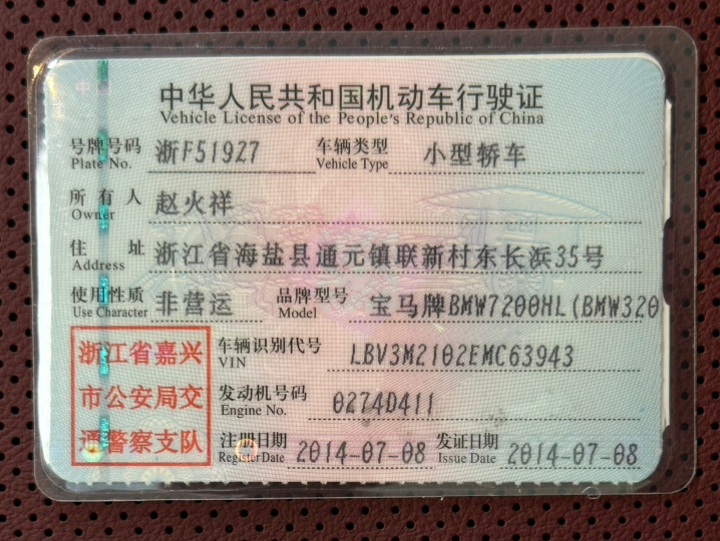 中华人民共和国机动车行驶证
Vehicle License of the People's Republic of China
号牌号码 浙F519Z7 车辆类型 小型轿车
Plate No. Vehicle Type
所有人 赵火祥
Owner
住址 浙江省海盐县通元镇联新村东长浜35号
Address
使用性质 非营运 品牌型号 宝马牌BMW7200HL(BMW320
Use Character Model
浙江省嘉兴
市公安局交
通警察支队
车辆识别代号 LBV3M2102EMC63943
VIN
发动机号码 0274D411
Engine No.
注册日期 2014-07-08 发证日期 2014-07-08
Register Date Issue Date